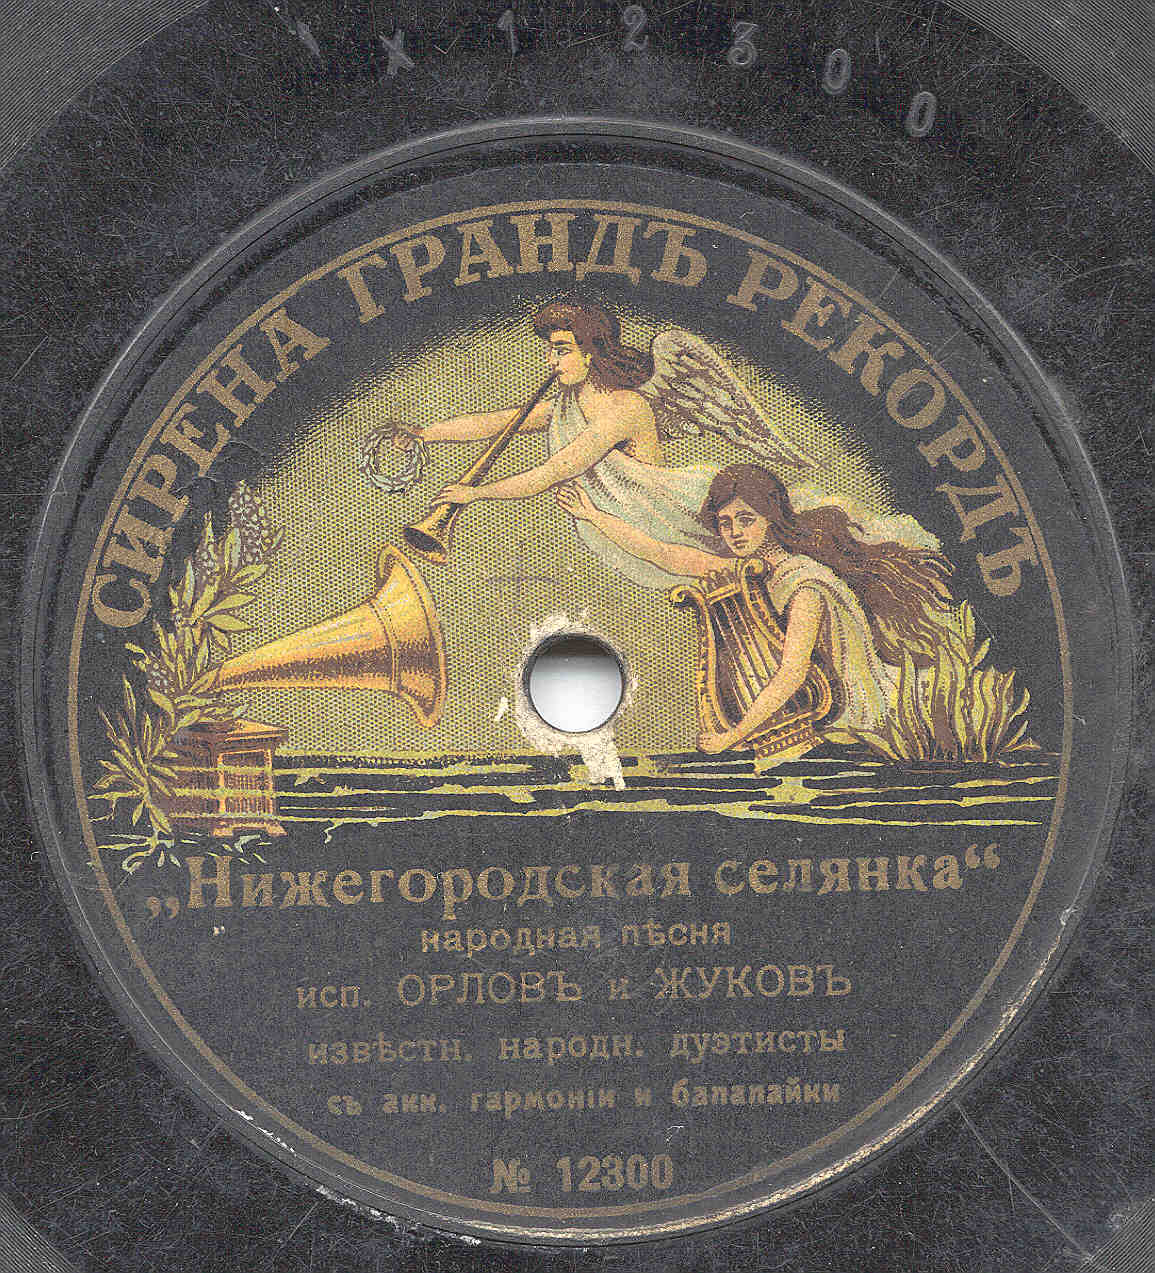 x 12300
СИРЕНА ГРАНДЪ РЕКОРДЪ
„Нижегородская селянка“
народная пѣсня
исп. ОРЛОВЪ и ЖУКОВЪ
извѣстн. народн. дуэтисты
съ акк. гармоніи и балалайки
№ 12300